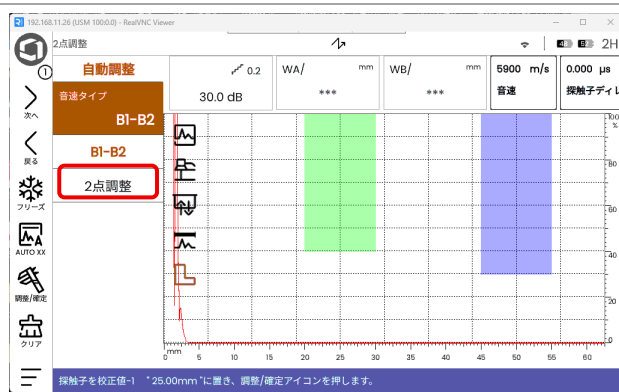 192.168.11.26 (USM 100:0.0) - RealVNC Viewer
2点調整
2H
1
次へ
戻る
フリーズ
AUTO XX
調整/確定
クリア
自動調整
音速タイプ
B1-B2
B1-B2
2点調整
0.2
30.0 dB
WA/ mm
***
WB/ mm
***
5900 m/s
音速
0.000 µs
探触子ディレ
100
%
80
60
40
20
0
mm 5 10 15 20 25 30 35 40 45 50 55 60
探触子を校正値-1 "25.00mm"に置き、調整/確定アイコンを押します。